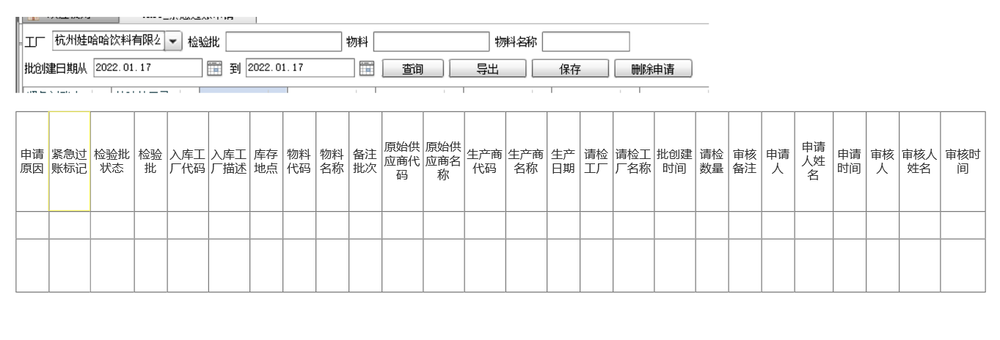 工厂 杭州娃哈哈饮料有限 检验批 物料 物料名称
批创建日期从 2022.01.17 到 2022.01.17 查询 导出 保存 删除申请
申请原因 紧急过账标记 检验批状态 检验批 入库工厂代码 入库工厂描述 库存地点 物料代码 物料名称 备注批次 原始供应商代码 原始供应商名称 生产商代码 生产商名称 生产日期 请检工厂 请检工厂名称 批创建时间 请检数量 审核备注 申请人 申请人姓名 申请时间 审核人 审核人姓名 审核时间